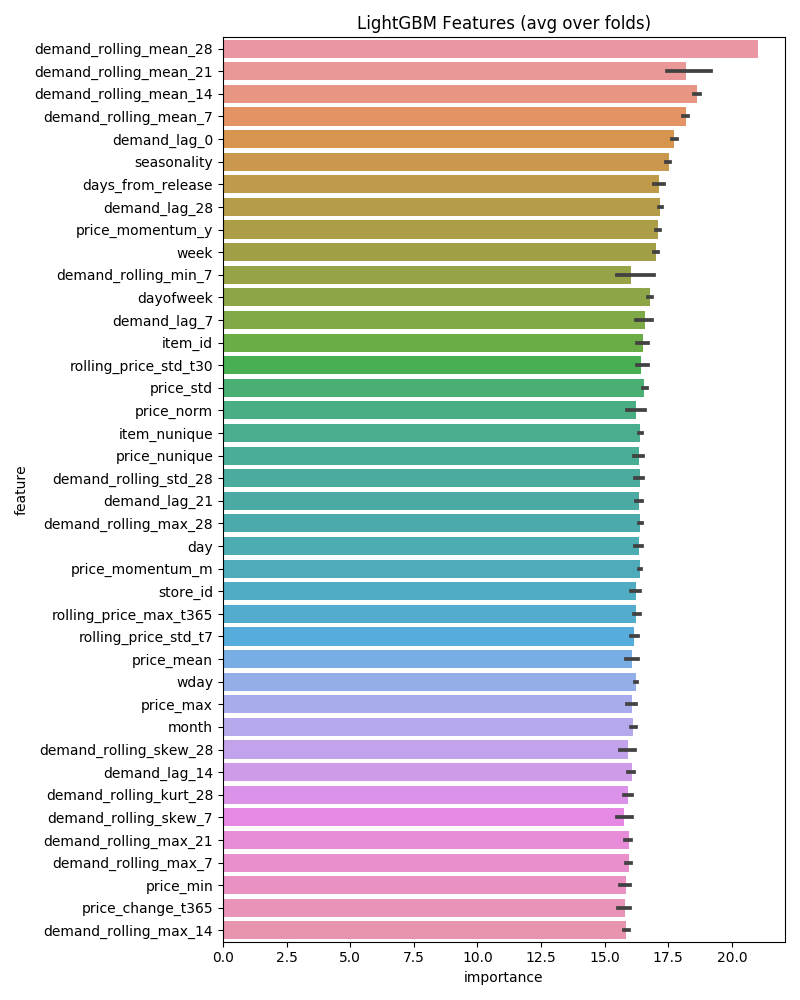 LightGBM Features (avg over folds)
demand_rolling_mean_28
demand_rolling_mean_21
demand_rolling_mean_14
demand_rolling_mean_7
demand_lag_0
seasonality
days_from_release
demand_lag_28
price_momentum_y
week
demand_rolling_min_7
dayofweek
demand_lag_7
item_id
rolling_price_std_t30
price_std
price_norm
item_nunique
price_nunique
demand_rolling_std_28
demand_lag_21
demand_rolling_max_28
day
price_momentum_m
store_id
rolling_price_max_t365
rolling_price_std_t7
price_mean
wday
price_max
month
demand_rolling_skew_28
demand_lag_14
demand_rolling_kurt_28
demand_rolling_skew_7
demand_rolling_max_21
demand_rolling_max_7
price_min
price_change_t365
demand_rolling_max_14
feature
0.0 2.5 5.0 7.5 10.0 12.5 15.0 17.5 20.0
importance